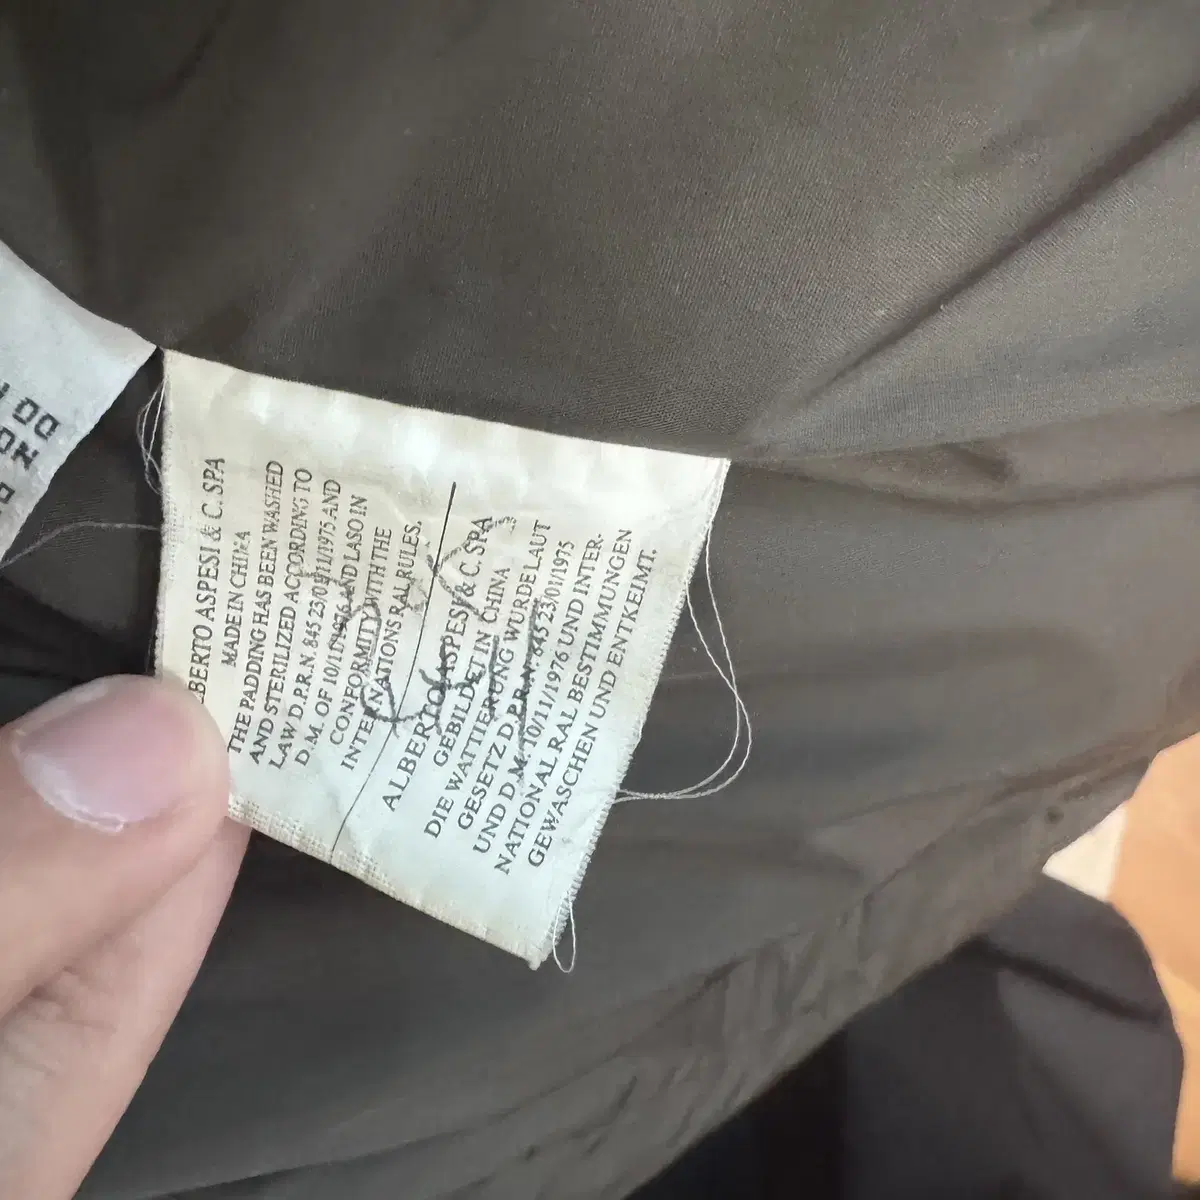 LBERTO ASPESI & C. SPA
MADE IN CHINA
THE PADDING HAS BEEN WASHED
AND STERILIZED ACCORDING TO
LAW D.P.R N. 845 23/01/1975 AND
D.M. OF 10/11/1976 AND LASO IN
CONFORMITY WITH THE
INTERNATIONS RAL RULES.
ALBERTO ASPESI & C. SPA
GEBILDET IN CHINA
DIE WATTIERUNG WURDE LAUT
GESETZ D.P.R.N. 845 23/01/1975
UND D.M. 10/11/1976 UND INTER-
NATIONAL RAL BESTIMMUNGEN
GEWASCHEN UND ENTKEIMT.